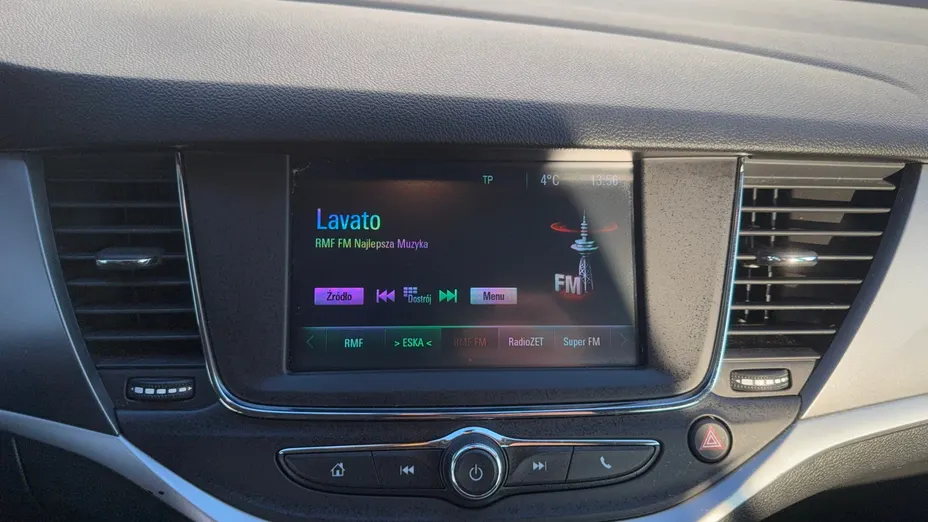 TP 4°C 13:56
Lavato
RMF FM Najlepsza Muzyka
FM
Źródło Dostrój Menu
RMF > ESKA < RMF FM RadioZET Super FM